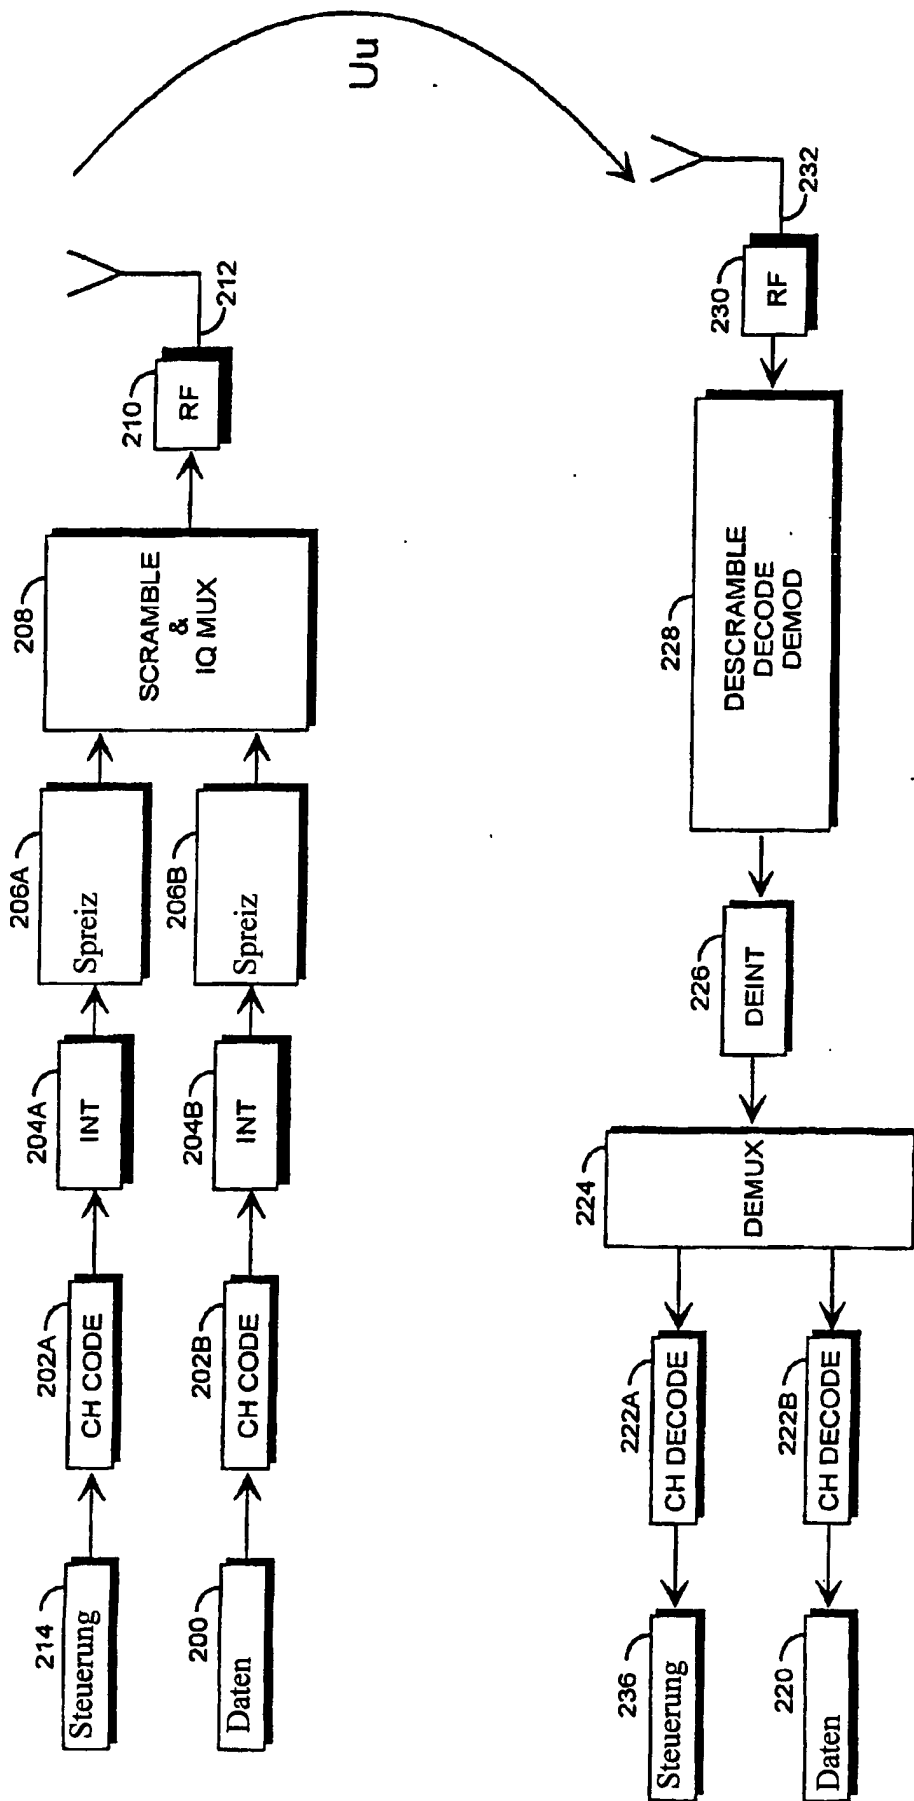 214
Steuerung
202A
CH CODE
204A
INT
206A
Spreiz
208
SCRAMBLE
&
IQ MUX
210
RF
212
200
Daten
202B
CH CODE
204B
INT
206B
Spreiz
Uu
236
Steuerung
222A
CH DECODE
224
DEMUX
226
DEINT
228
DESCRAMBLE
DECODE
DEMOD
230
RF
232
220
Daten
222B
CH DECODE